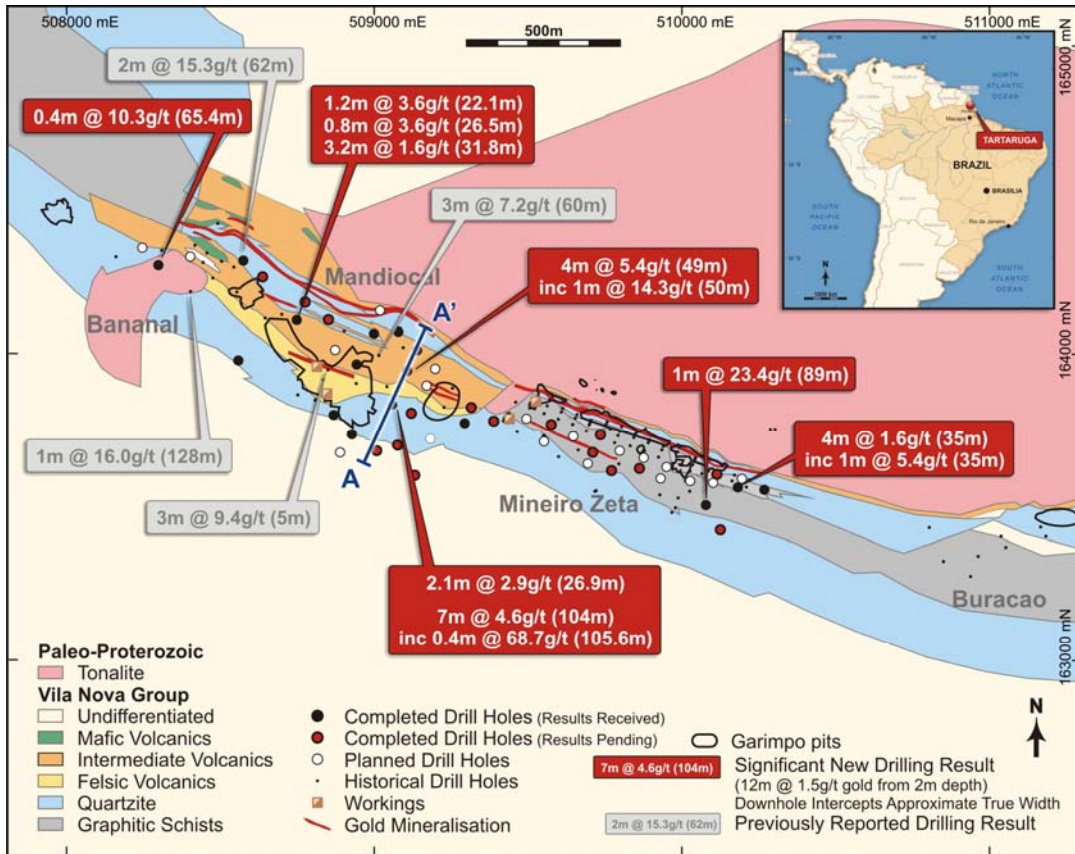 508000 mE
509000 mE
510000 mE
511000 mE
500m
165000 mN
164000 mN
163000 mN
2m @ 15.3g/t (62m)
0.4m @ 10.3g/t (65.4m)
1.2m @ 3.6g/t (22.1m)
0.8m @ 3.6g/t (26.5m)
3.2m @ 1.6g/t (31.8m)
3m @ 7.2g/t (60m)
Mandiocal
4m @ 5.4g/t (49m)
inc 1m @ 14.3g/t (50m)
Bananal
A'
A
1m @ 23.4g/t (89m)
4m @ 1.6g/t (35m)
inc 1m @ 5.4g/t (35m)
1m @ 16.0g/t (128m)
3m @ 9.4g/t (5m)
Mineiro Zeta
2.1m @ 2.9g/t (26.9m)
7m @ 4.6g/t (104m)
inc 0.4m @ 68.7g/t (105.6m)
Buracao
NORTH
ATLANTIC
OCEAN
Macapa
TARTARUGA
BRAZIL
BRASILIA
Rio de Janeiro
SOUTH
PACIFIC
OCEAN
SOUTH
ATLANTIC
OCEAN
N
1000 km
Paleo-Proterozoic
Tonalite
Vila Nova Group
Undifferentiated
Mafic Volcanics
Intermediate Volcanics
Felsic Volcanics
Quartzite
Graphitic Schists
Completed Drill Holes (Results Received)
Completed Drill Holes (Results Pending)
Planned Drill Holes
Historical Drill Holes
Workings
Gold Mineralisation
Garimpo pits
7m @ 4.6g/t (104m)
Significant New Drilling Result
(12m @ 1.5g/t gold from 2m depth)
Downhole Intercepts Approximate True Width
2m @ 15.3g/t (62m)
Previously Reported Drilling Result
N